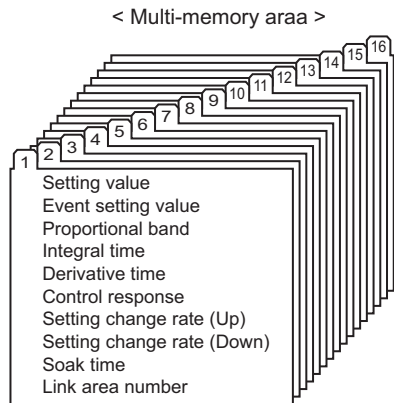 < Multi-memory araa >
1 2 3 4 5 6 7 8 9 10 11 12 13 14 15 16
Setting value
Event setting value
Proportional band
Integral time
Derivative time
Control response
Setting change rate (Up)
Setting change rate (Down)
Soak time
Link area number